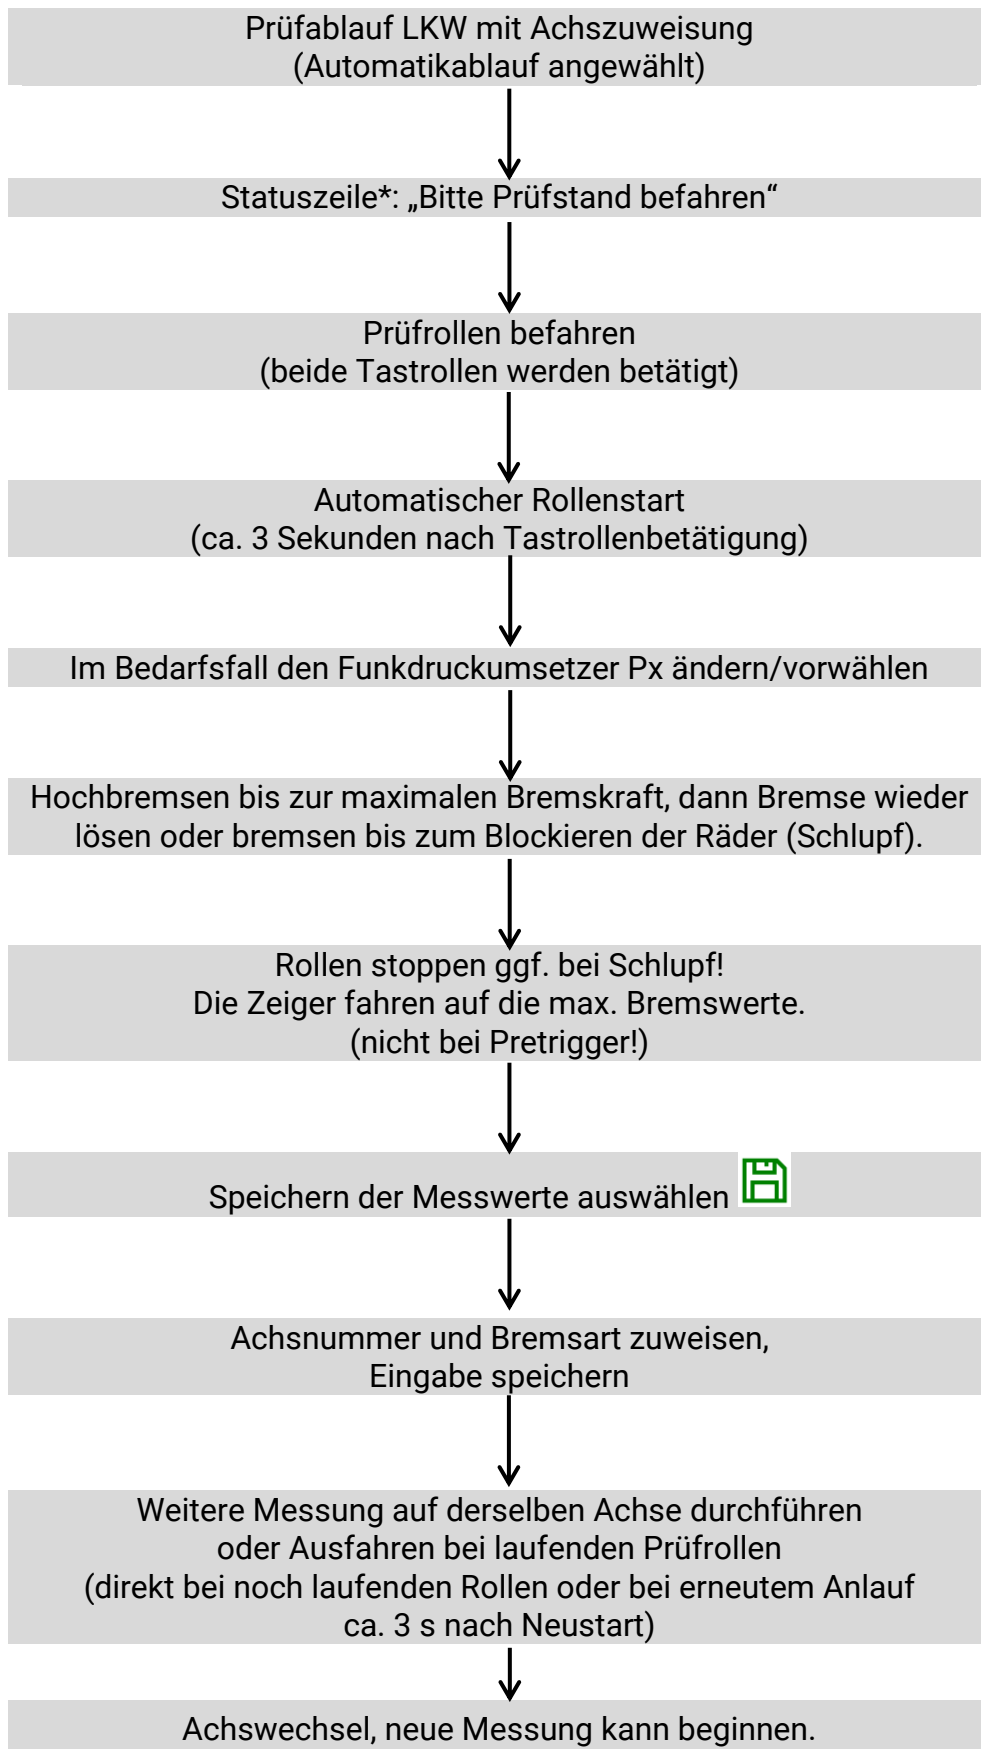 Prüfablauf LKW mit Achszuweisung
(Automatikablauf angewählt)
Statuszeile*: „Bitte Prüfstand befahren“
Prüfrollen befahren
(beide Tastrollen werden betätigt)
Automatischer Rollenstart
(ca. 3 Sekunden nach Tastrollenbetätigung)
Im Bedarfsfall den Funkdruckumsetzer Px ändern/vorwählen
Hochbremsen bis zur maximalen Bremskraft, dann Bremse wieder
lösen oder bremsen bis zum Blockieren der Räder (Schlupf).
Rollen stoppen ggf. bei Schlupf!
Die Zeiger fahren auf die max. Bremswerte.
(nicht bei Pretrigger!)
Speichern der Messwerte auswählen
Achsnummer und Bremsart zuweisen,
Eingabe speichern
Weitere Messung auf derselben Achse durchführen
oder Ausfahren bei laufenden Prüfrollen
(direkt bei noch laufenden Rollen oder bei erneutem Anlauf
ca. 3 s nach Neustart)
Achswechsel, neue Messung kann beginnen.